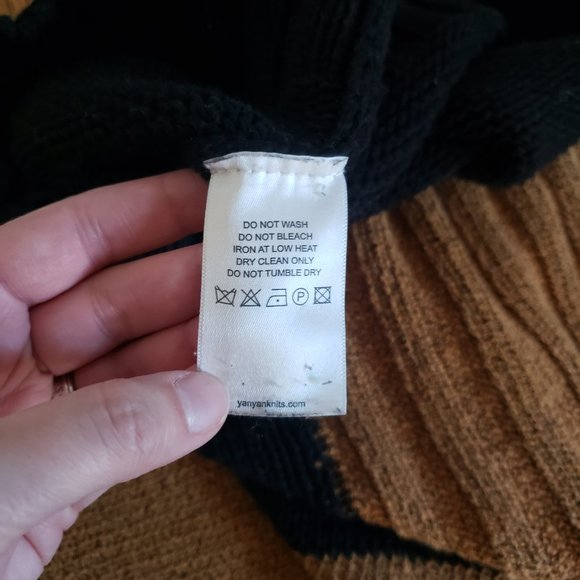 DO NOT WASH
DO NOT BLEACH
IRON AT LOW HEAT
DRY CLEAN ONLY
DO NOT TUMBLE DRY
P
yanyanknits.com